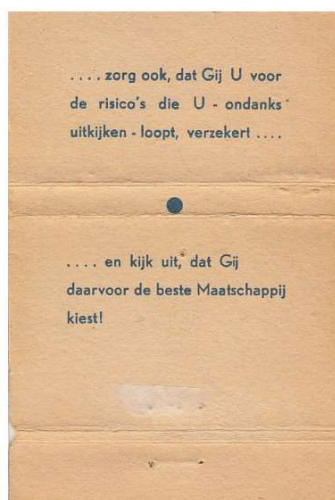 .... zorg ook, dat Gij U voor
de risico's die U - ondanks
uitkijken - loopt, verzekert ....
.... en kijk uit, dat Gij
daarvoor de beste Maatschappij
kiest!